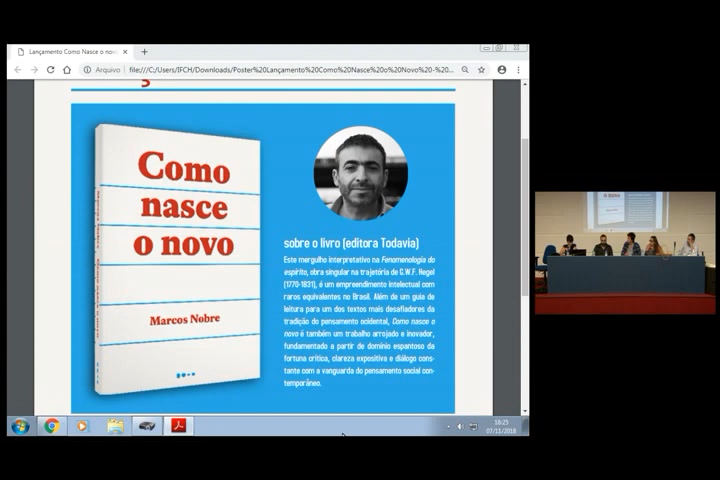 Lançamento Como Nasce o nov
Arquivo
file:///C:/Users/IFCH/Downloads/Poster%20Lançamento%20Como%20Nasce%20o%20Novo%20-%20...
Como
nasce
o novo
Marcos Nobre
sobre o livro (editora Todavia)
Este mergulho interpretativo na Fenomenologia do
espírito, obra singular na trajetória de G.W.F. Hegel
(1770-1831), é um empreendimento intelectual com
raros equivalentes no Brasil. Além de um guia de
leitura para um dos textos mais desafiadores da
tradição do pensamento ocidental, Como nasce o
novo é também um trabalho arrojado e inovador,
fundamentado a partir de domínio espantoso da
fortuna crítica, clareza expositiva e diálogo cons-
tante com a vanguarda do pensamento social con-
temporâneo.
18:25
07/11/2018